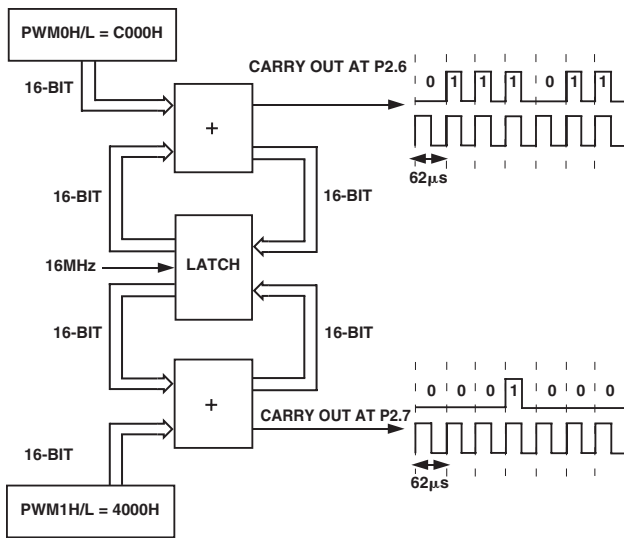 PWM0H/L = C000H
16-BIT
CARRY OUT AT P2.6
0 1 1 1 0 1 1
+
62μs
16-BIT
16-BIT
16MHz
LATCH
16-BIT
16-BIT
0 0 0 1 0 0 0
+
CARRY OUT AT P2.7
16-BIT
62μs
PWM1H/L = 4000H